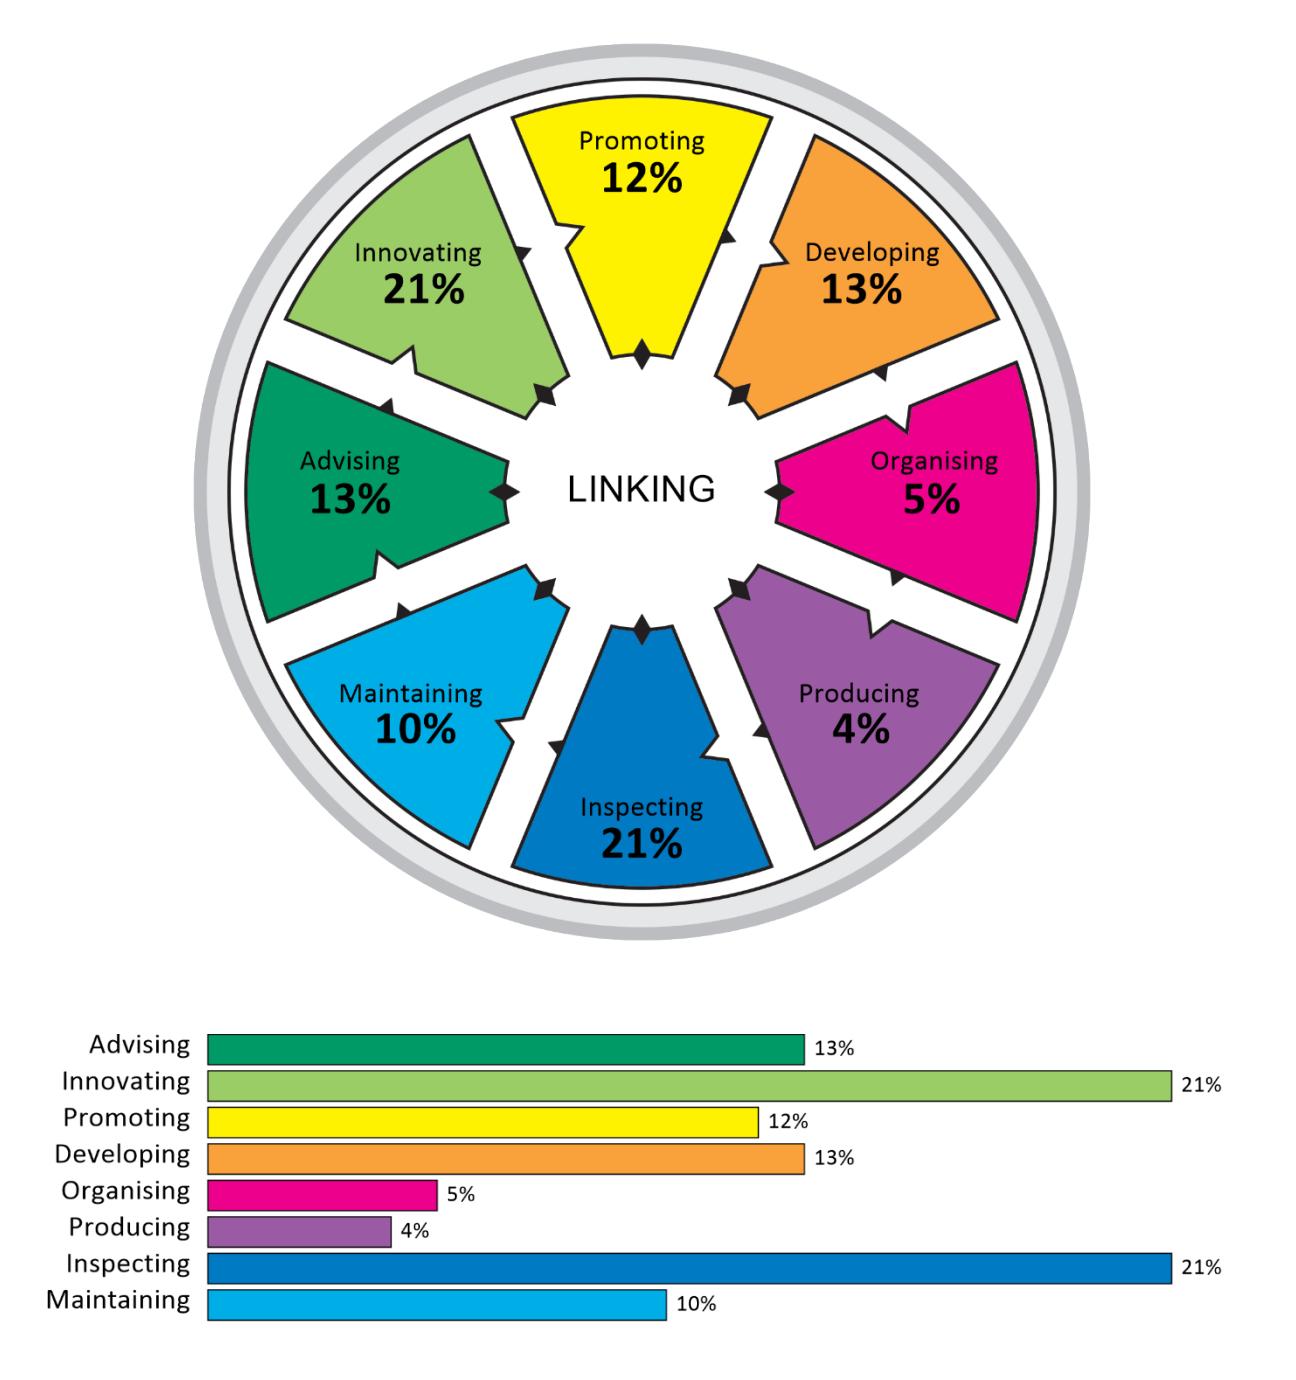 Promoting
12%
Innovating
21%
Developing
13%
Advising
13%
LINKING
Organising
5%
Maintaining
10%
Producing
4%
Inspecting
21%
Advising 13%
Innovating 21%
Promoting 12%
Developing 13%
Organising 5%
Producing 4%
Inspecting 21%
Maintaining 10%